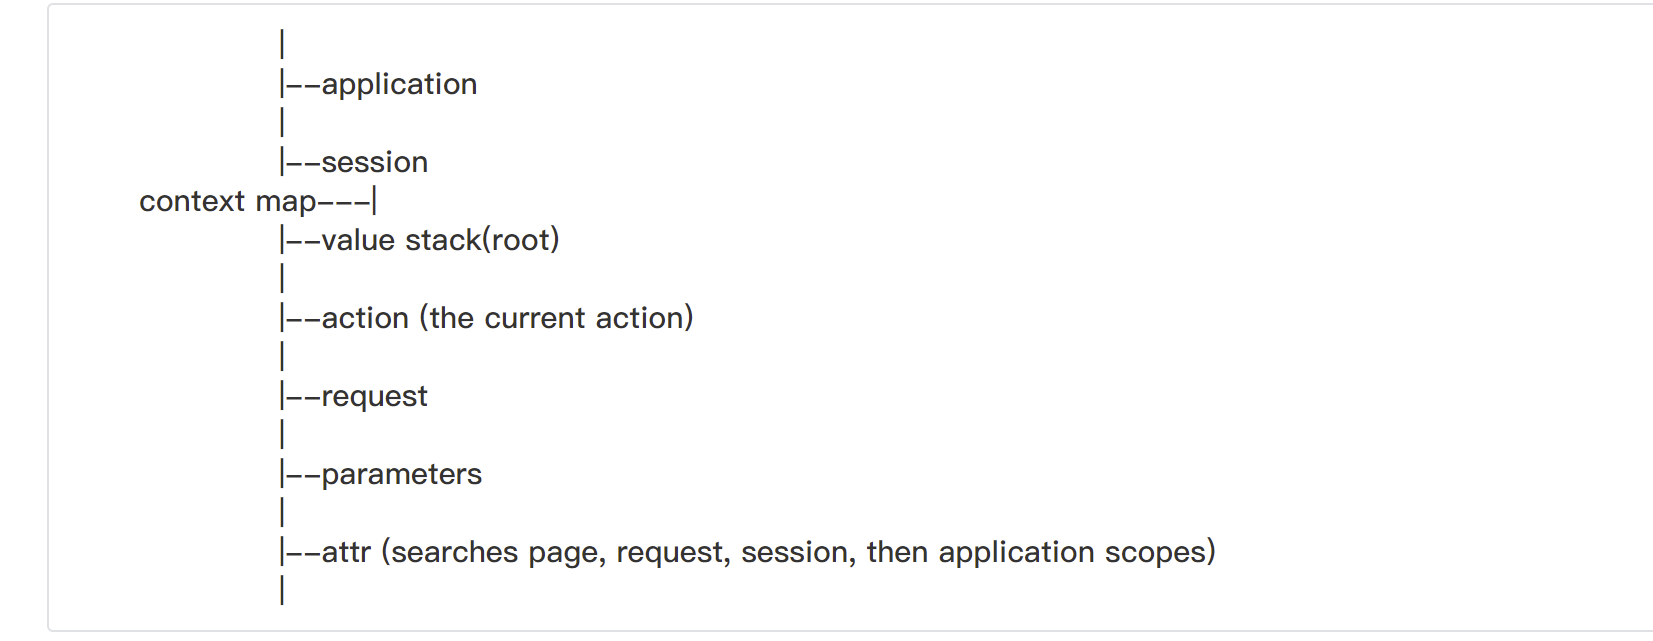 |
|--application
|
|--session
context map---|
|--value stack(root)
|
|--action (the current action)
|
|--request
|
|--parameters
|
|--attr (searches page, request, session, then application scopes)
|